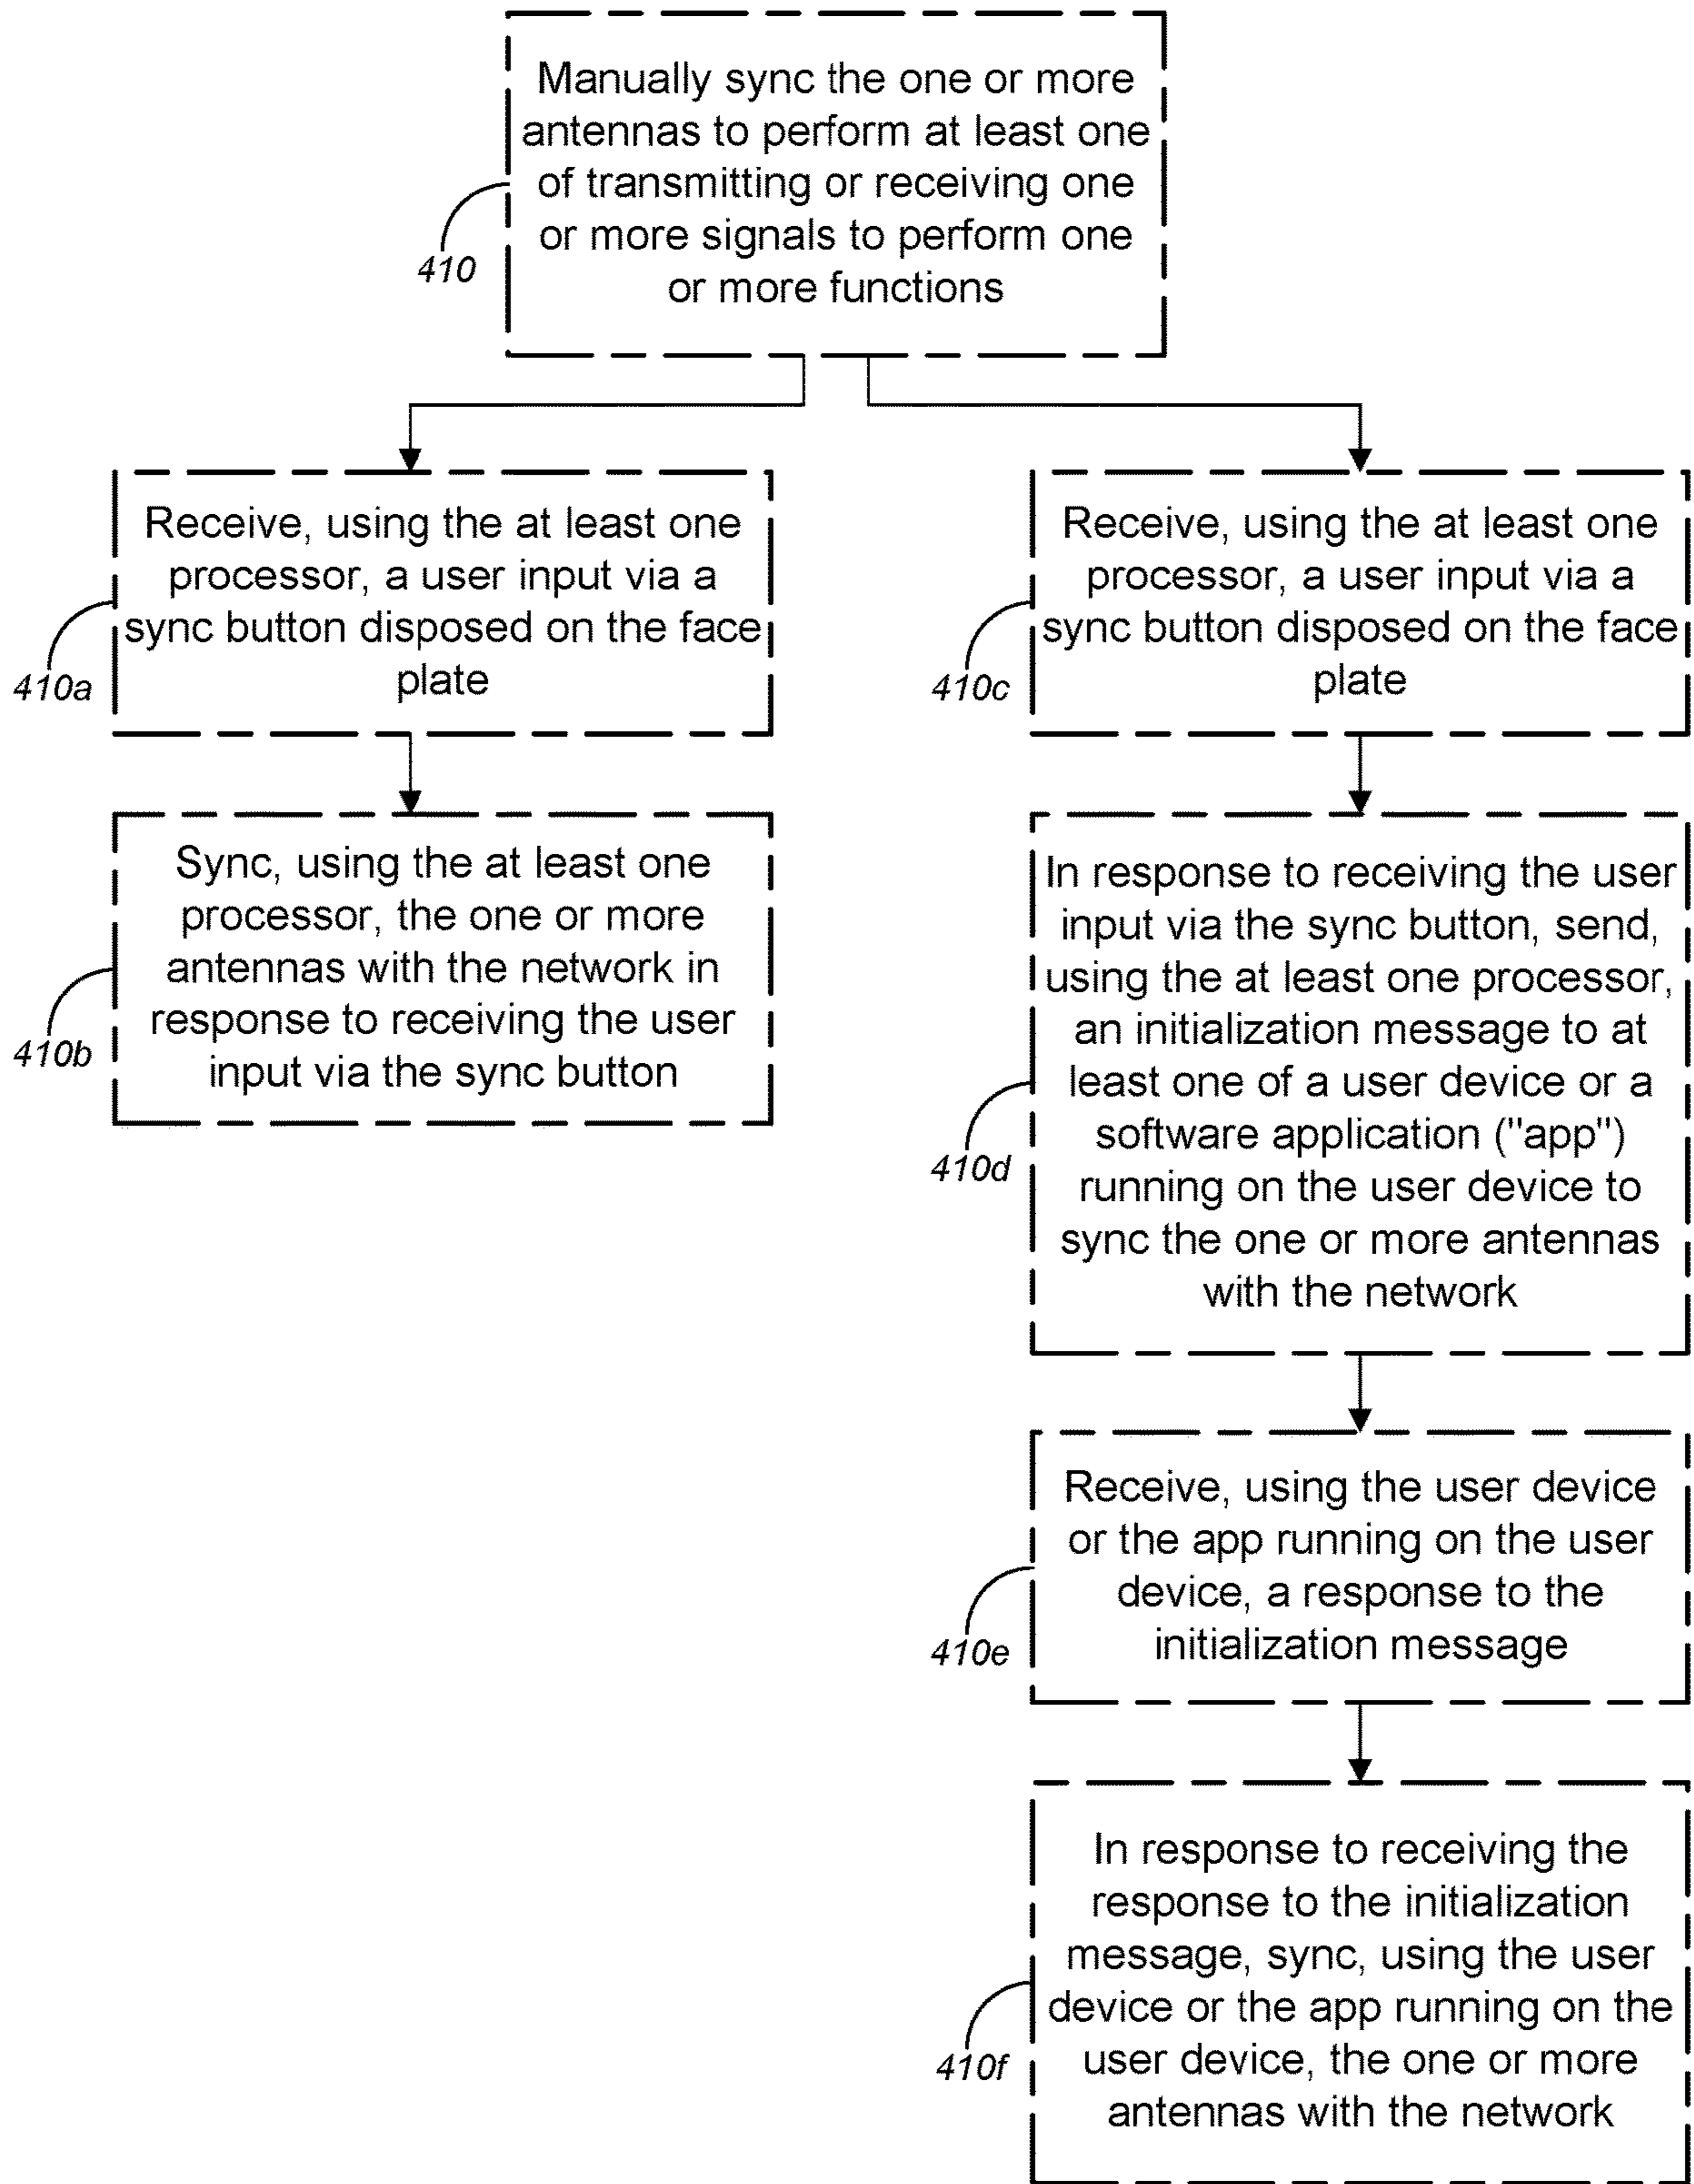 Manually sync the one or more
antennas to perform at least one
of transmitting or receiving one
or more signals to perform one
or more functions
410
Receive, using the at least one
processor, a user input via a
sync button disposed on the face
plate
410a
Sync, using the at least one
processor, the one or more
antennas with the network in
response to receiving the user
input via the sync button
410b
Receive, using the at least one
processor, a user input via a
sync button disposed on the face
plate
410c
In response to receiving the user
input via the sync button, send,
using the at least one processor,
an initialization message to at
least one of a user device or a
software application ("app")
running on the user device to
sync the one or more antennas
with the network
410d
Receive, using the user device
or the app running on the user
device, a response to the
initialization message
410e
In response to receiving the
response to the initialization
message, sync, using the user
device or the app running on the
user device, the one or more
antennas with the network
410f